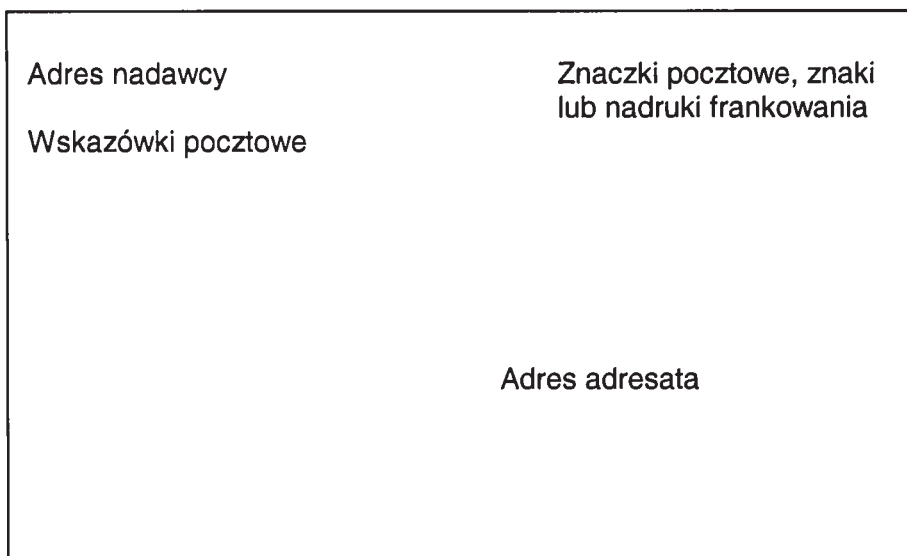 Adres nadawcy
Znaczki pocztowe, znaki
lub nadruki frankowania
Wskazówki pocztowe
Adres adresata